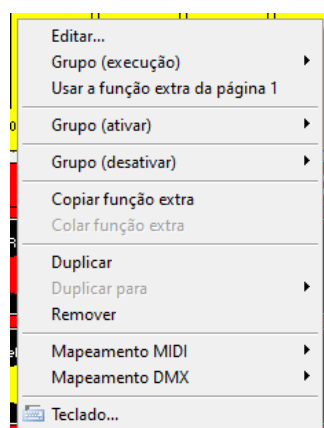 Editar...
Grupo (execução)
Usar a função extra da página 1
Grupo (ativar)
Grupo (desativar)
Copiar função extra
Colar função extra
Duplicar
Duplicar para
Remover
Mapeamento MIDI
Mapeamento DMX
Teclado...